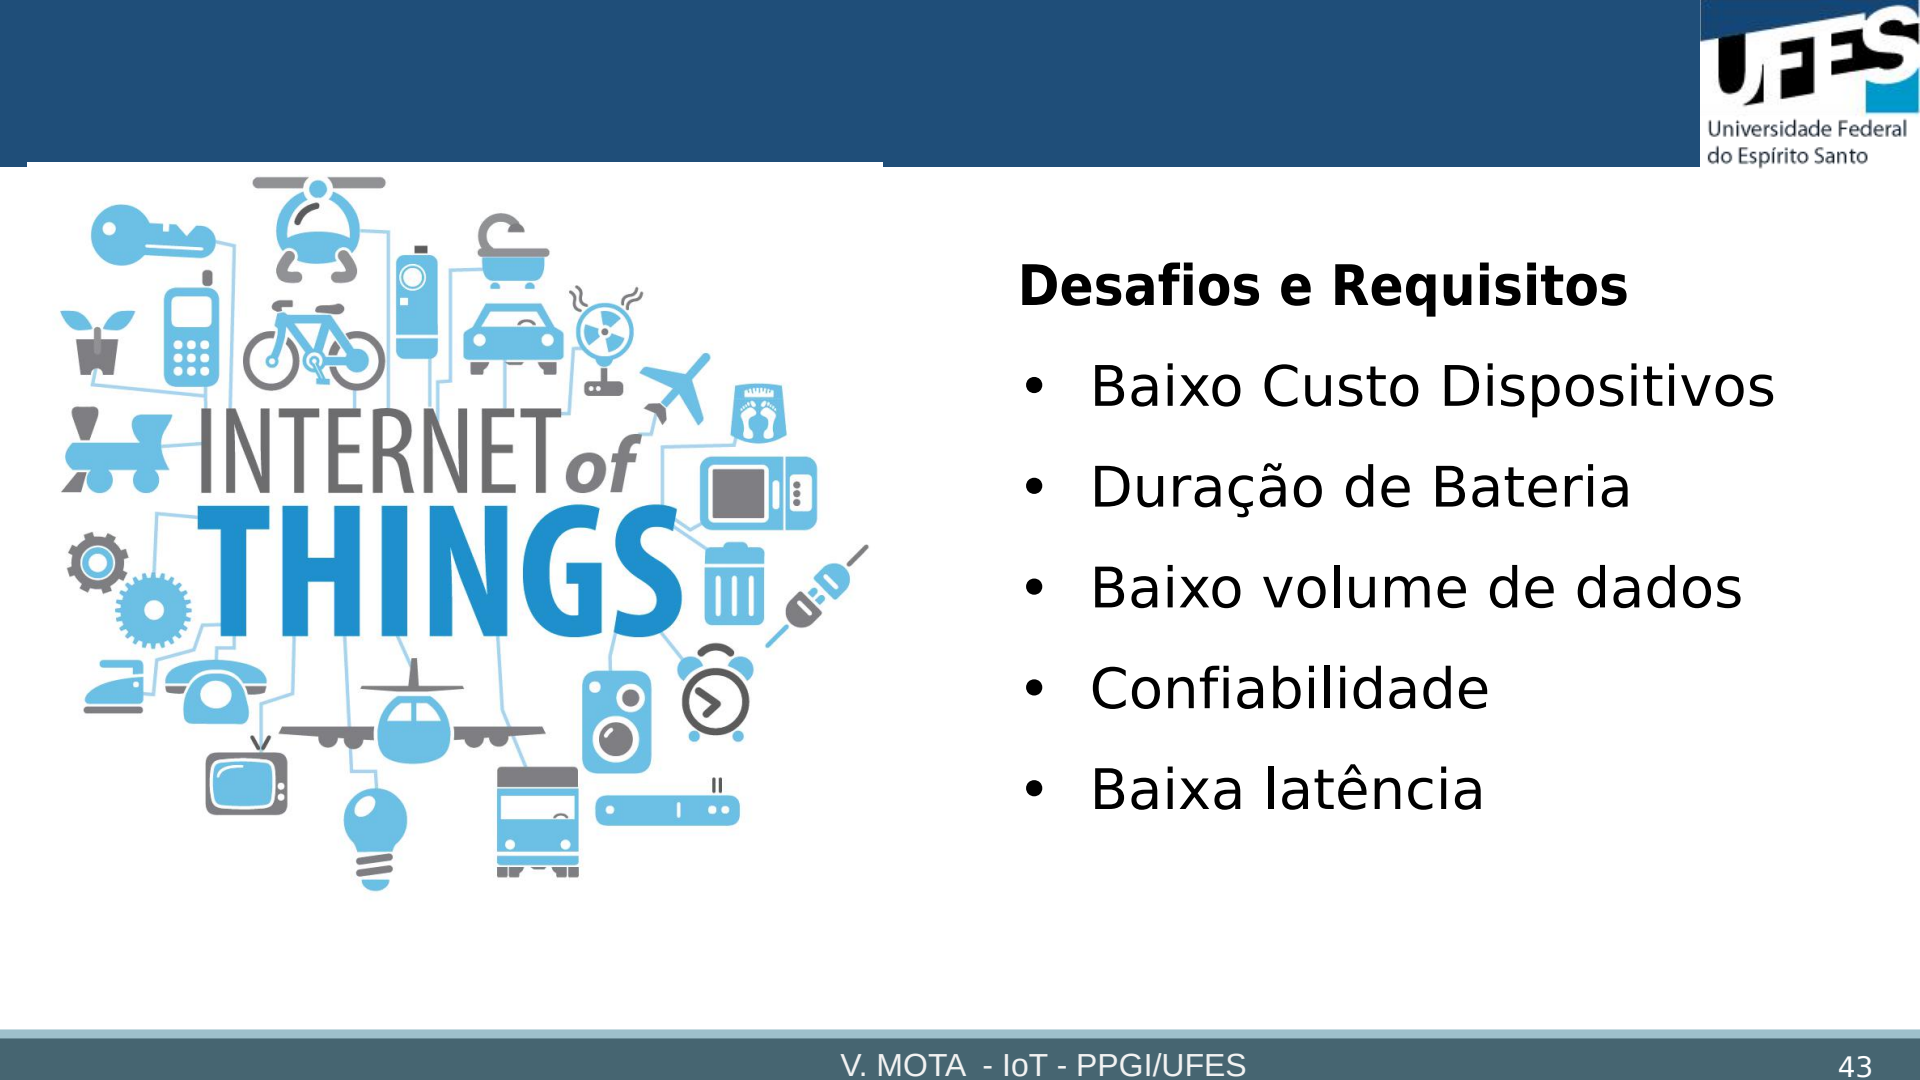 UFES
Universidade Federal
do Espírito Santo
INTERNET of
THINGS
Desafios e Requisitos
• Baixo Custo Dispositivos
• Duração de Bateria
• Baixo volume de dados
• Confiabilidade
• Baixa latência
V. MOTA - IoT - PPGI/UFES
43